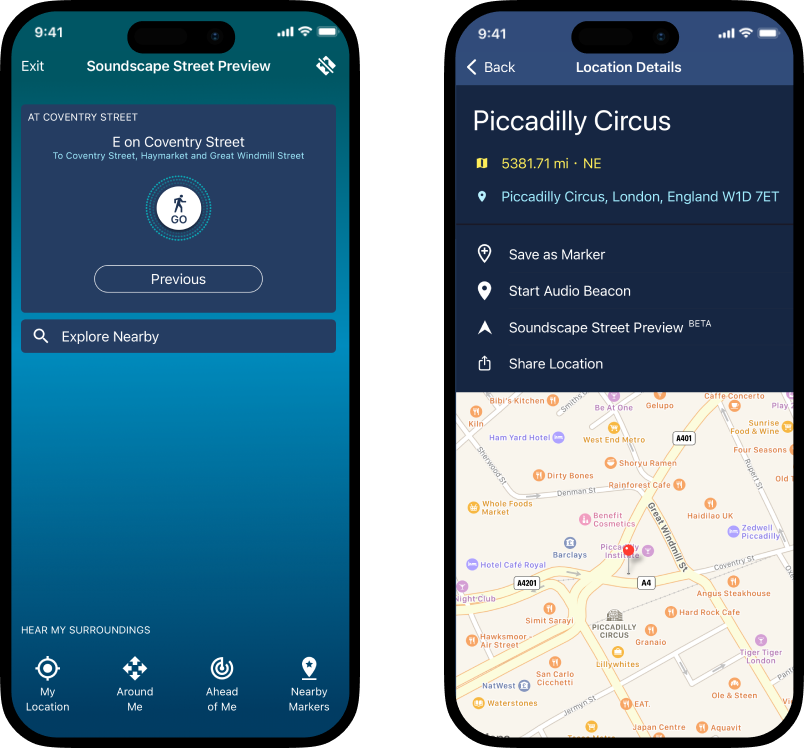 9:41
Exit
Soundscape Street Preview
AT COVENTRY STREET
E on Coventry Street
To Coventry Street, Haymarket and Great Windmill Street
GO
Previous
Explore Nearby
HEAR MY SURROUNDINGS
My
Location
Around
Me
Ahead
of Me
Nearby
Markers
9:41
Back
Location Details
Piccadilly Circus
5381.71 mi · NE
Piccadilly Circus, London, England W1D 7ET
Save as Marker
Start Audio Beacon
Soundscape Street Preview BETA
Share Location
Bibi's Kitchen
Smith's
Be At One
Gelupo
Caffe Concerto
Kiln
Ham Yard Hotel
West End Metro
A401
Sunrise
Food & Wine
Sherwood St
Shoryu Ramen
Four Seasons
Rupert St
Dirty Bones
Rainforest Cafe
Denman St
Whole Foods
Market
Great Windmill St
Haidilao UK
Benefit
Cosmetics
Zedwell
Piccadilly
Barclays
Hotel Café Royal
Coventry St
A4201
A4
Night Club
Angus Steakhouse
Simit Sarayi
Hard Rock Cafe
PICCADILLY
CIRCUS
Hawksmoor -
Air Street
Granaio
Lillywhites
Tiger Tiger
London
San Carlo
Cicchetti
NatWest
Ole & Steen
Waterstones
Jermyn St
EAT.
Japan Centre
Aquavit